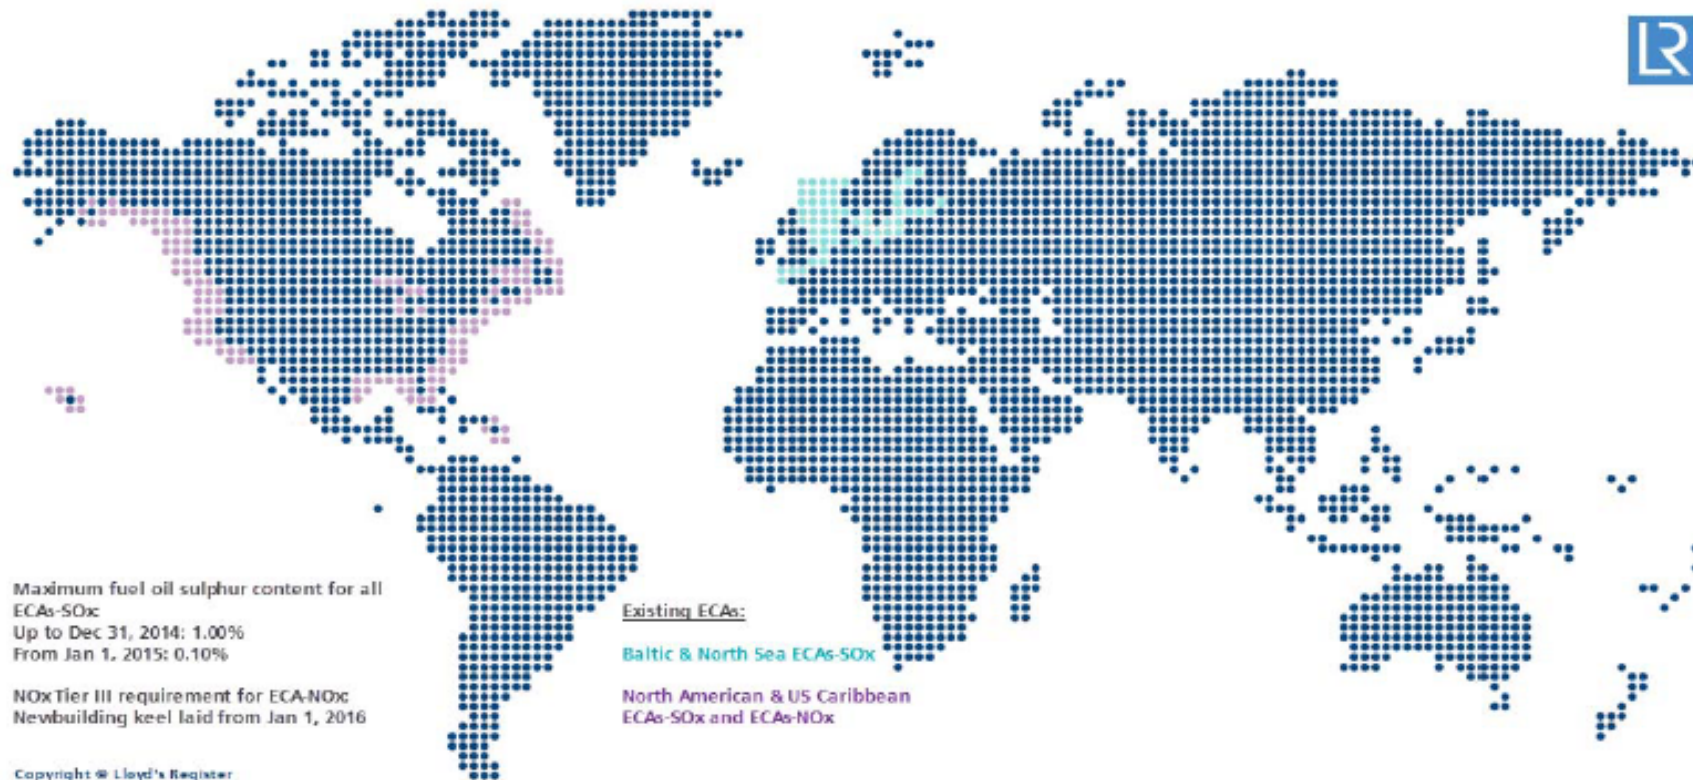 LR
Maximum fuel oil sulphur content for all
ECAs-SOx:
Up to Dec 31, 2014: 1.00%
From Jan 1, 2015: 0.10%
NOx Tier III requirement for ECA-NOx:
Newbuilding keel laid from Jan 1, 2016
Copyright © Lloyd's Register
Existing ECAs:
Baltic & North Sea ECAs-SOx
North American & US Caribbean
ECAs-SOx and ECAs-NOx